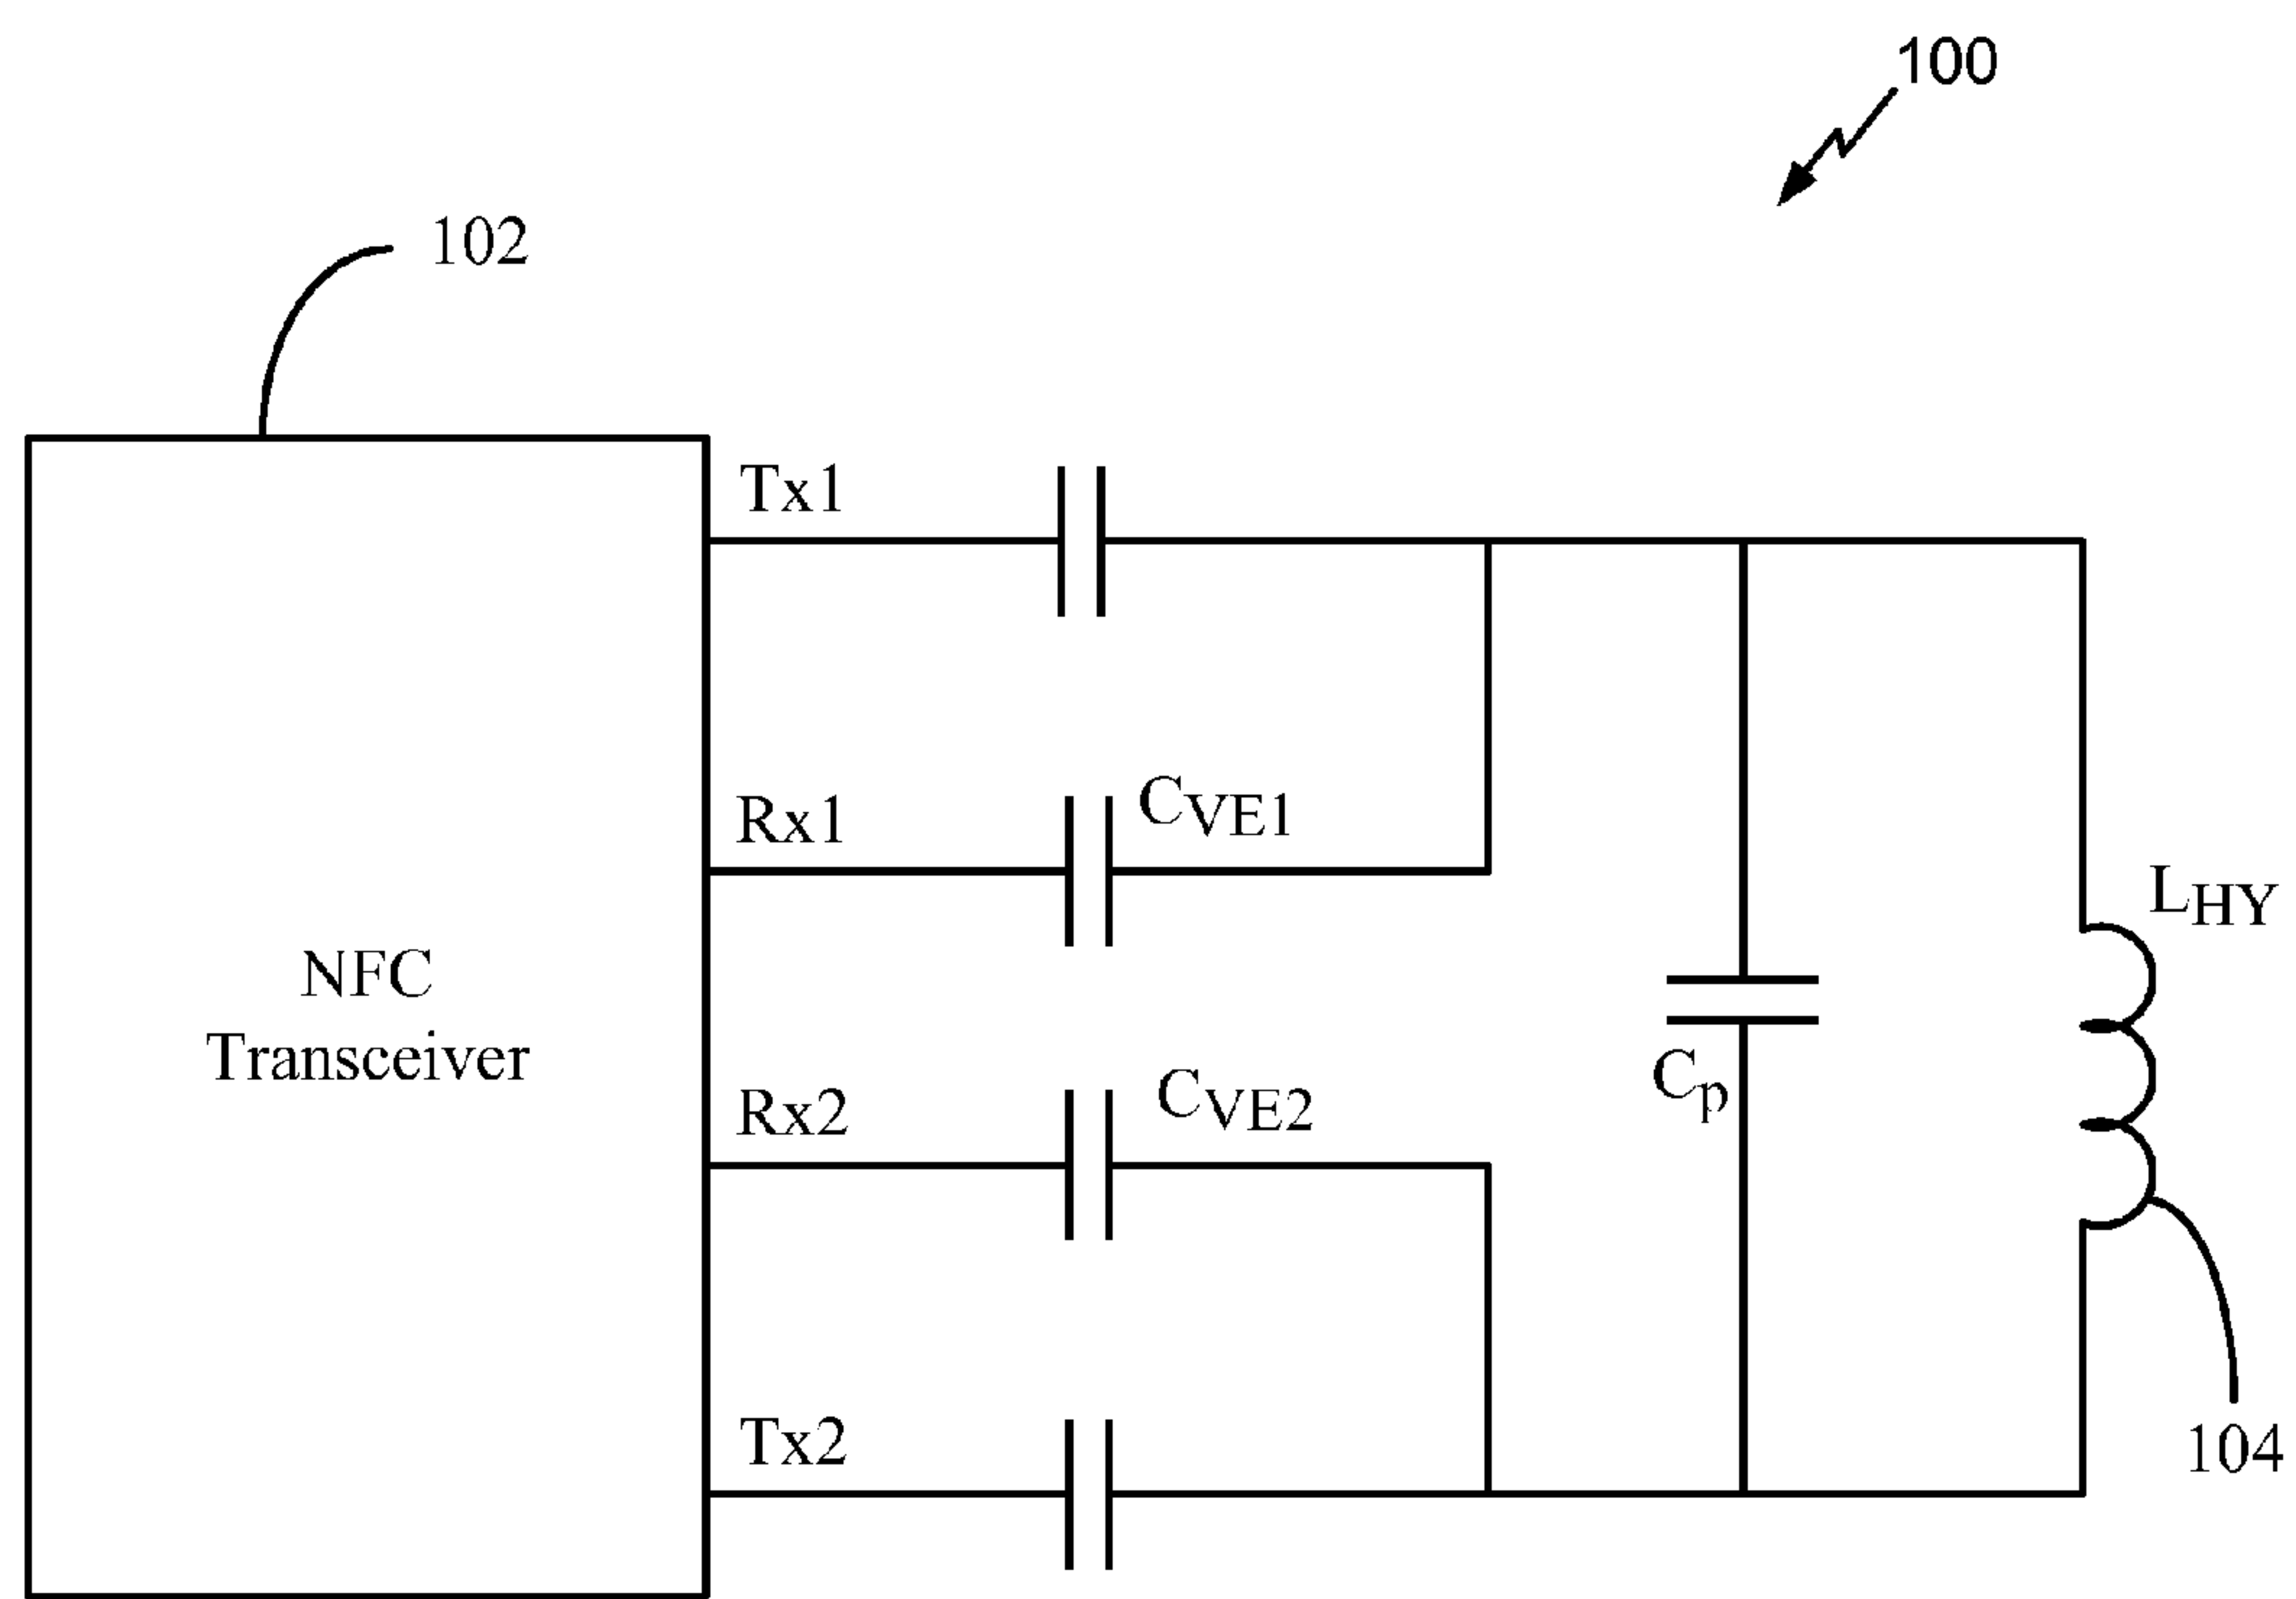 100
102
Tx1
Rx1
CVE1
LHY
NFC
Transceiver
Cp
Rx2
CVE2
Tx2
104